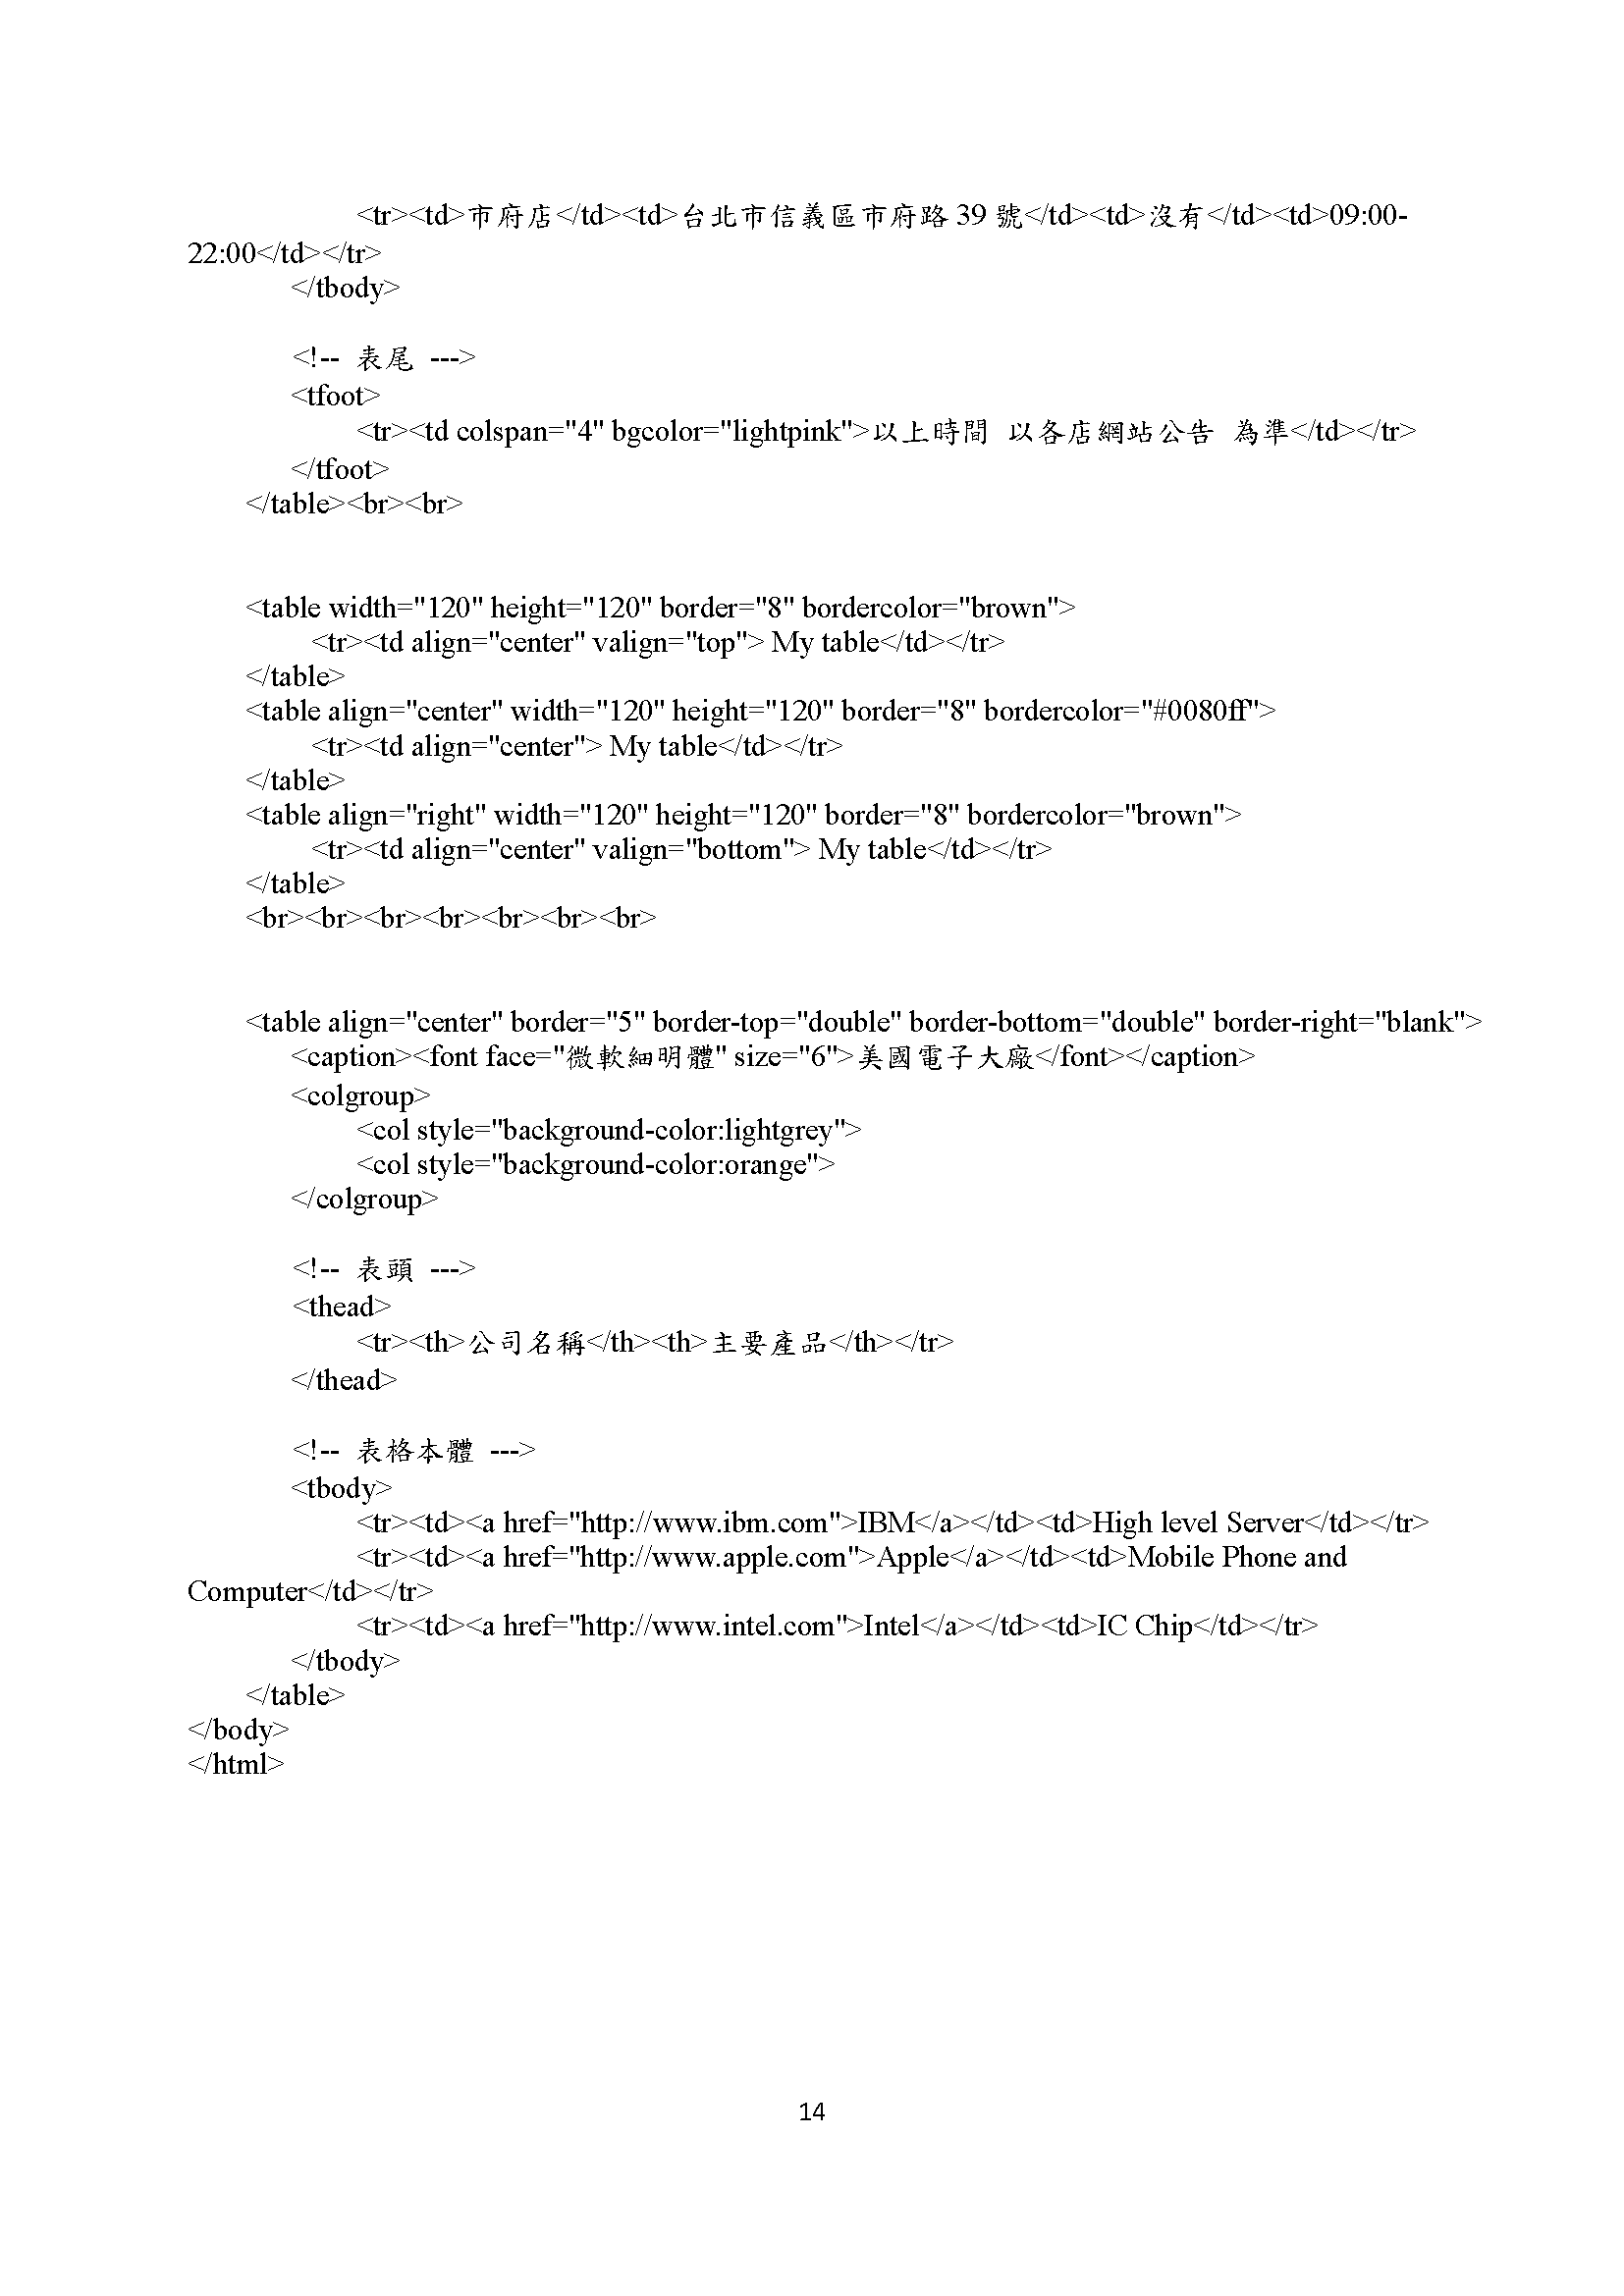 <tr><td>市府店</td><td>台北市信義區市府路 39 號</td><td>沒有</td><td>09:00-
22:00</td></tr>
</tbody>
<!-- 表尾 --->
<tfoot>
<tr><td colspan="4" bgcolor="lightpink">以上時間 以各店網站公告 為準</td></tr>
</tfoot>
</table><br><br>
<table width="120" height="120" border="8" bordercolor="brown">
<tr><td align="center" valign="top"> My table</td></tr>
</table>
<table align="center" width="120" height="120" border="8" bordercolor="#0080ff">
<tr><td align="center"> My table</td></tr>
</table>
<table align="right" width="120" height="120" border="8" bordercolor="brown">
<tr><td align="center" valign="bottom"> My table</td></tr>
</table>
<br><br><br><br><br><br><br>
<table align="center" border="5" border-top="double" border-bottom="double" border-right="blank">
<caption><font face="微軟細明體" size="6">美國電子大廠</font></caption>
<colgroup>
<col style="background-color:lightgrey">
<col style="background-color:orange">
</colgroup>
<!-- 表頭 --->
<thead>
<tr><th>公司名稱</th><th>主要產品</th></tr>
</thead>
<!-- 表格本體 --->
<tbody>
<tr><td><a href="http://www.ibm.com">IBM</a></td><td>High level Server</td></tr>
<tr><td><a href="http://www.apple.com">Apple</a></td><td>Mobile Phone and
Computer</td></tr>
<tr><td><a href="http://www.intel.com">Intel</a></td><td>IC Chip</td></tr>
</tbody>
</table>
</body>
</html>
14